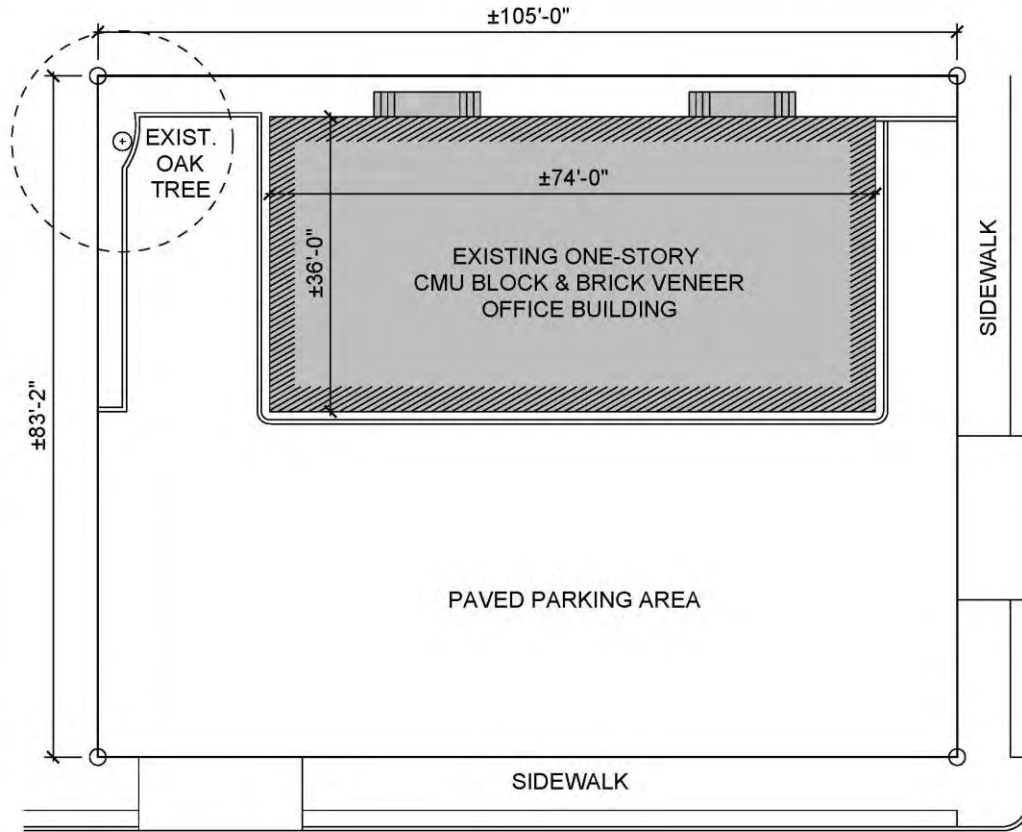 ±105'-0"
EXIST.
OAK
TREE
±74'-0"
±36'-0"
EXISTING ONE-STORY
CMU BLOCK & BRICK VENEER
OFFICE BUILDING
SIDEWALK
±83'-2"
PAVED PARKING AREA
SIDEWALK